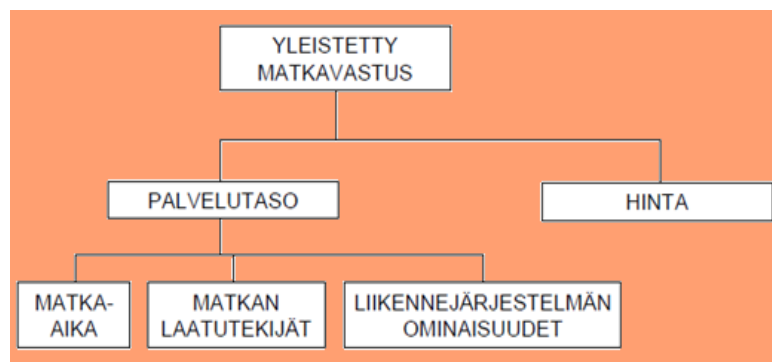 YLEISTETTY
MATKAVASTUS
PALVELUTASO
HINTA
MATKA-
AIKA
MATKAN
LAATUTEKIJÄT
LIIKENNEJÄRJESTELMÄN
OMINAISUUDET